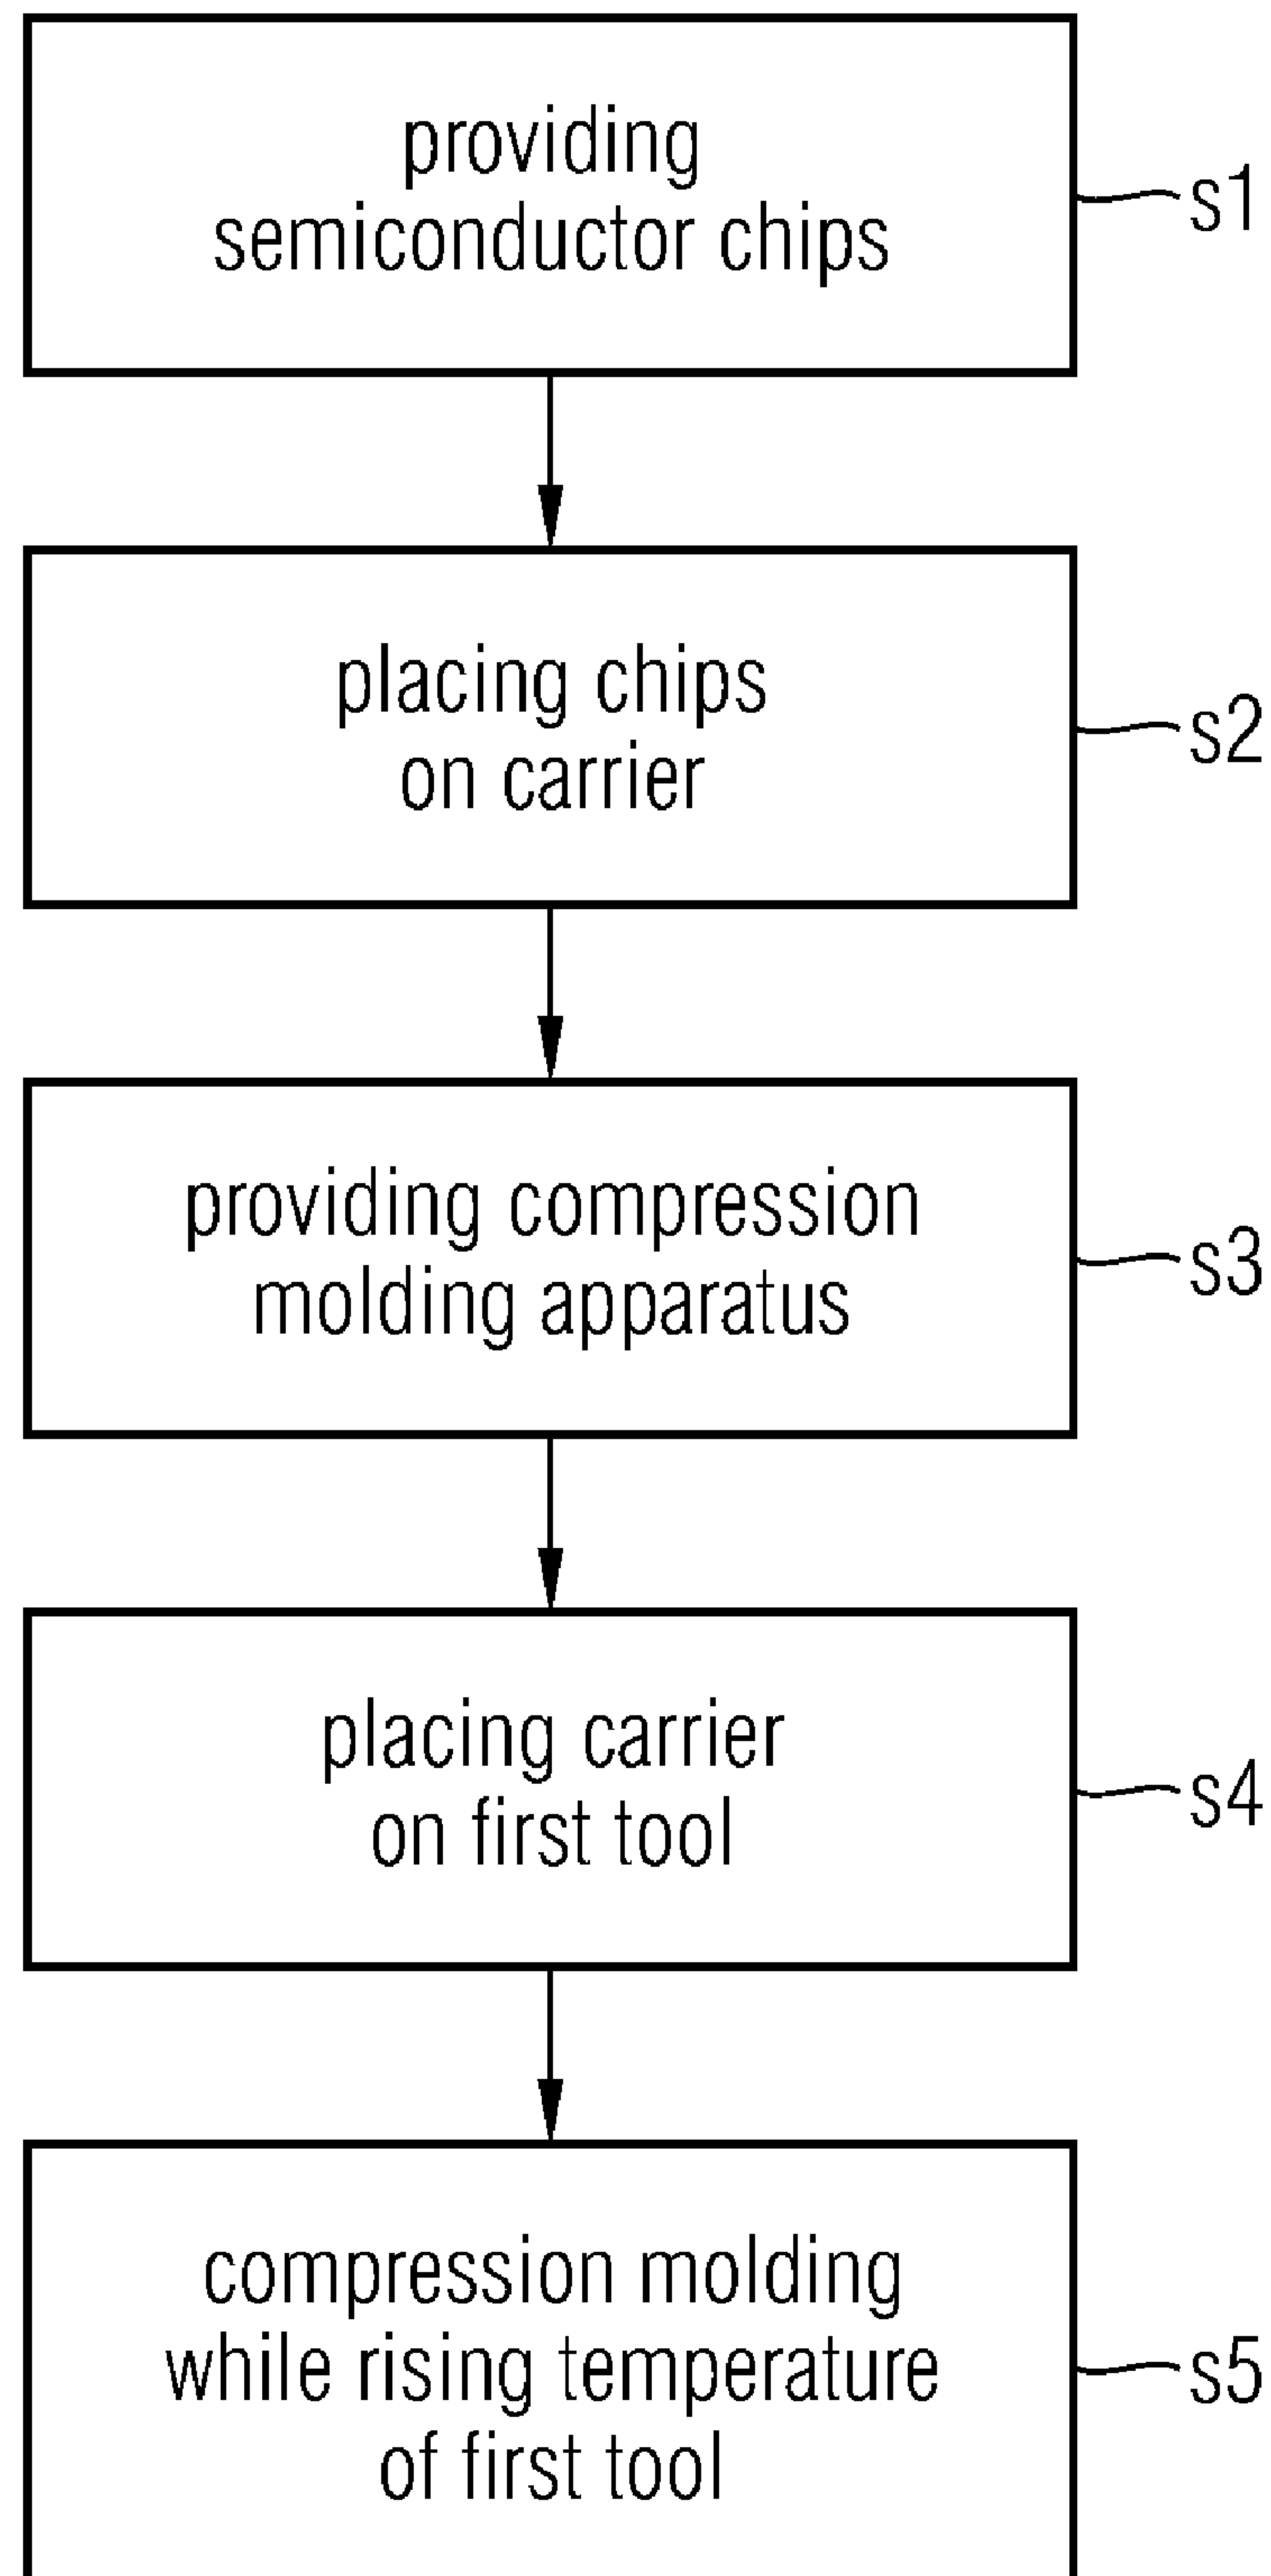 providing
semiconductor chips
s1
placing chips
on carrier
s2
providing compression
molding apparatus
s3
placing carrier
on first tool
s4
compression molding
while rising temperature
of first tool
s5